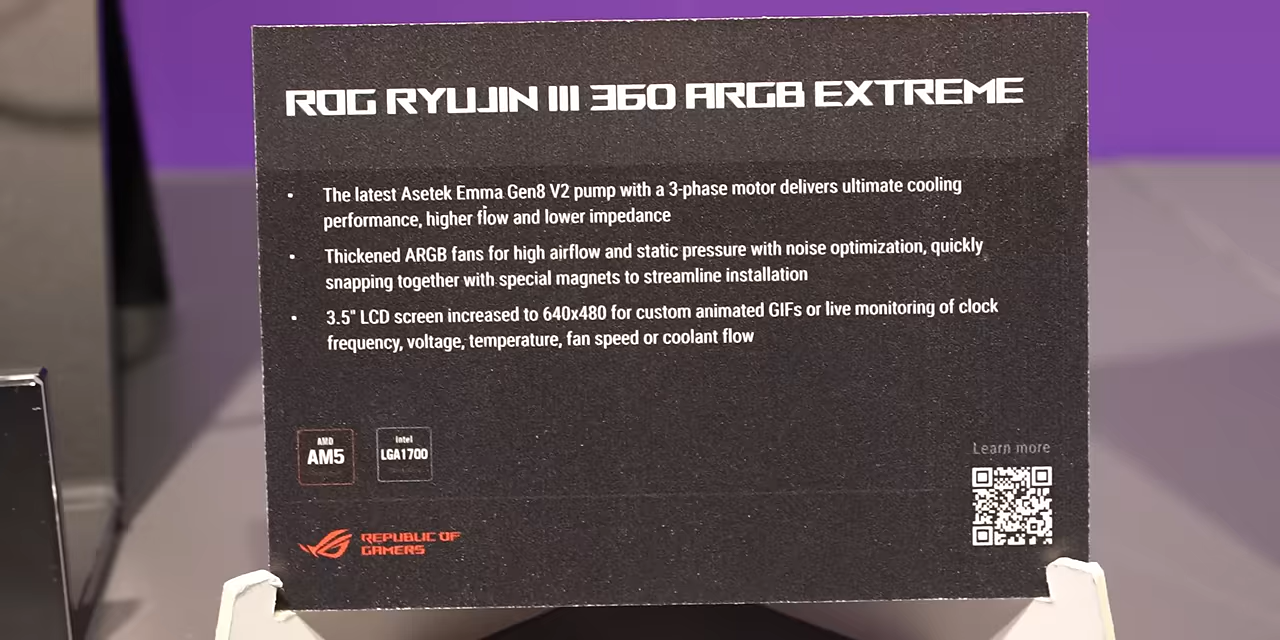 ROG RYUJIN III 360 ARGB EXTREME
• The latest Asetek Emma Gen8 V2 pump with a 3-phase motor delivers ultimate cooling
performance, higher flow and lower impedance
• Thickened ARGB fans for high airflow and static pressure with noise optimization, quickly
snapping together with special magnets to streamline installation
• 3.5" LCD screen increased to 640x480 for custom animated GIFs or live monitoring of clock
frequency, voltage, temperature, fan speed or coolant flow
AMD
AM5
intel
LGA1700
Learn more
REPUBLIC OF
GAMERS